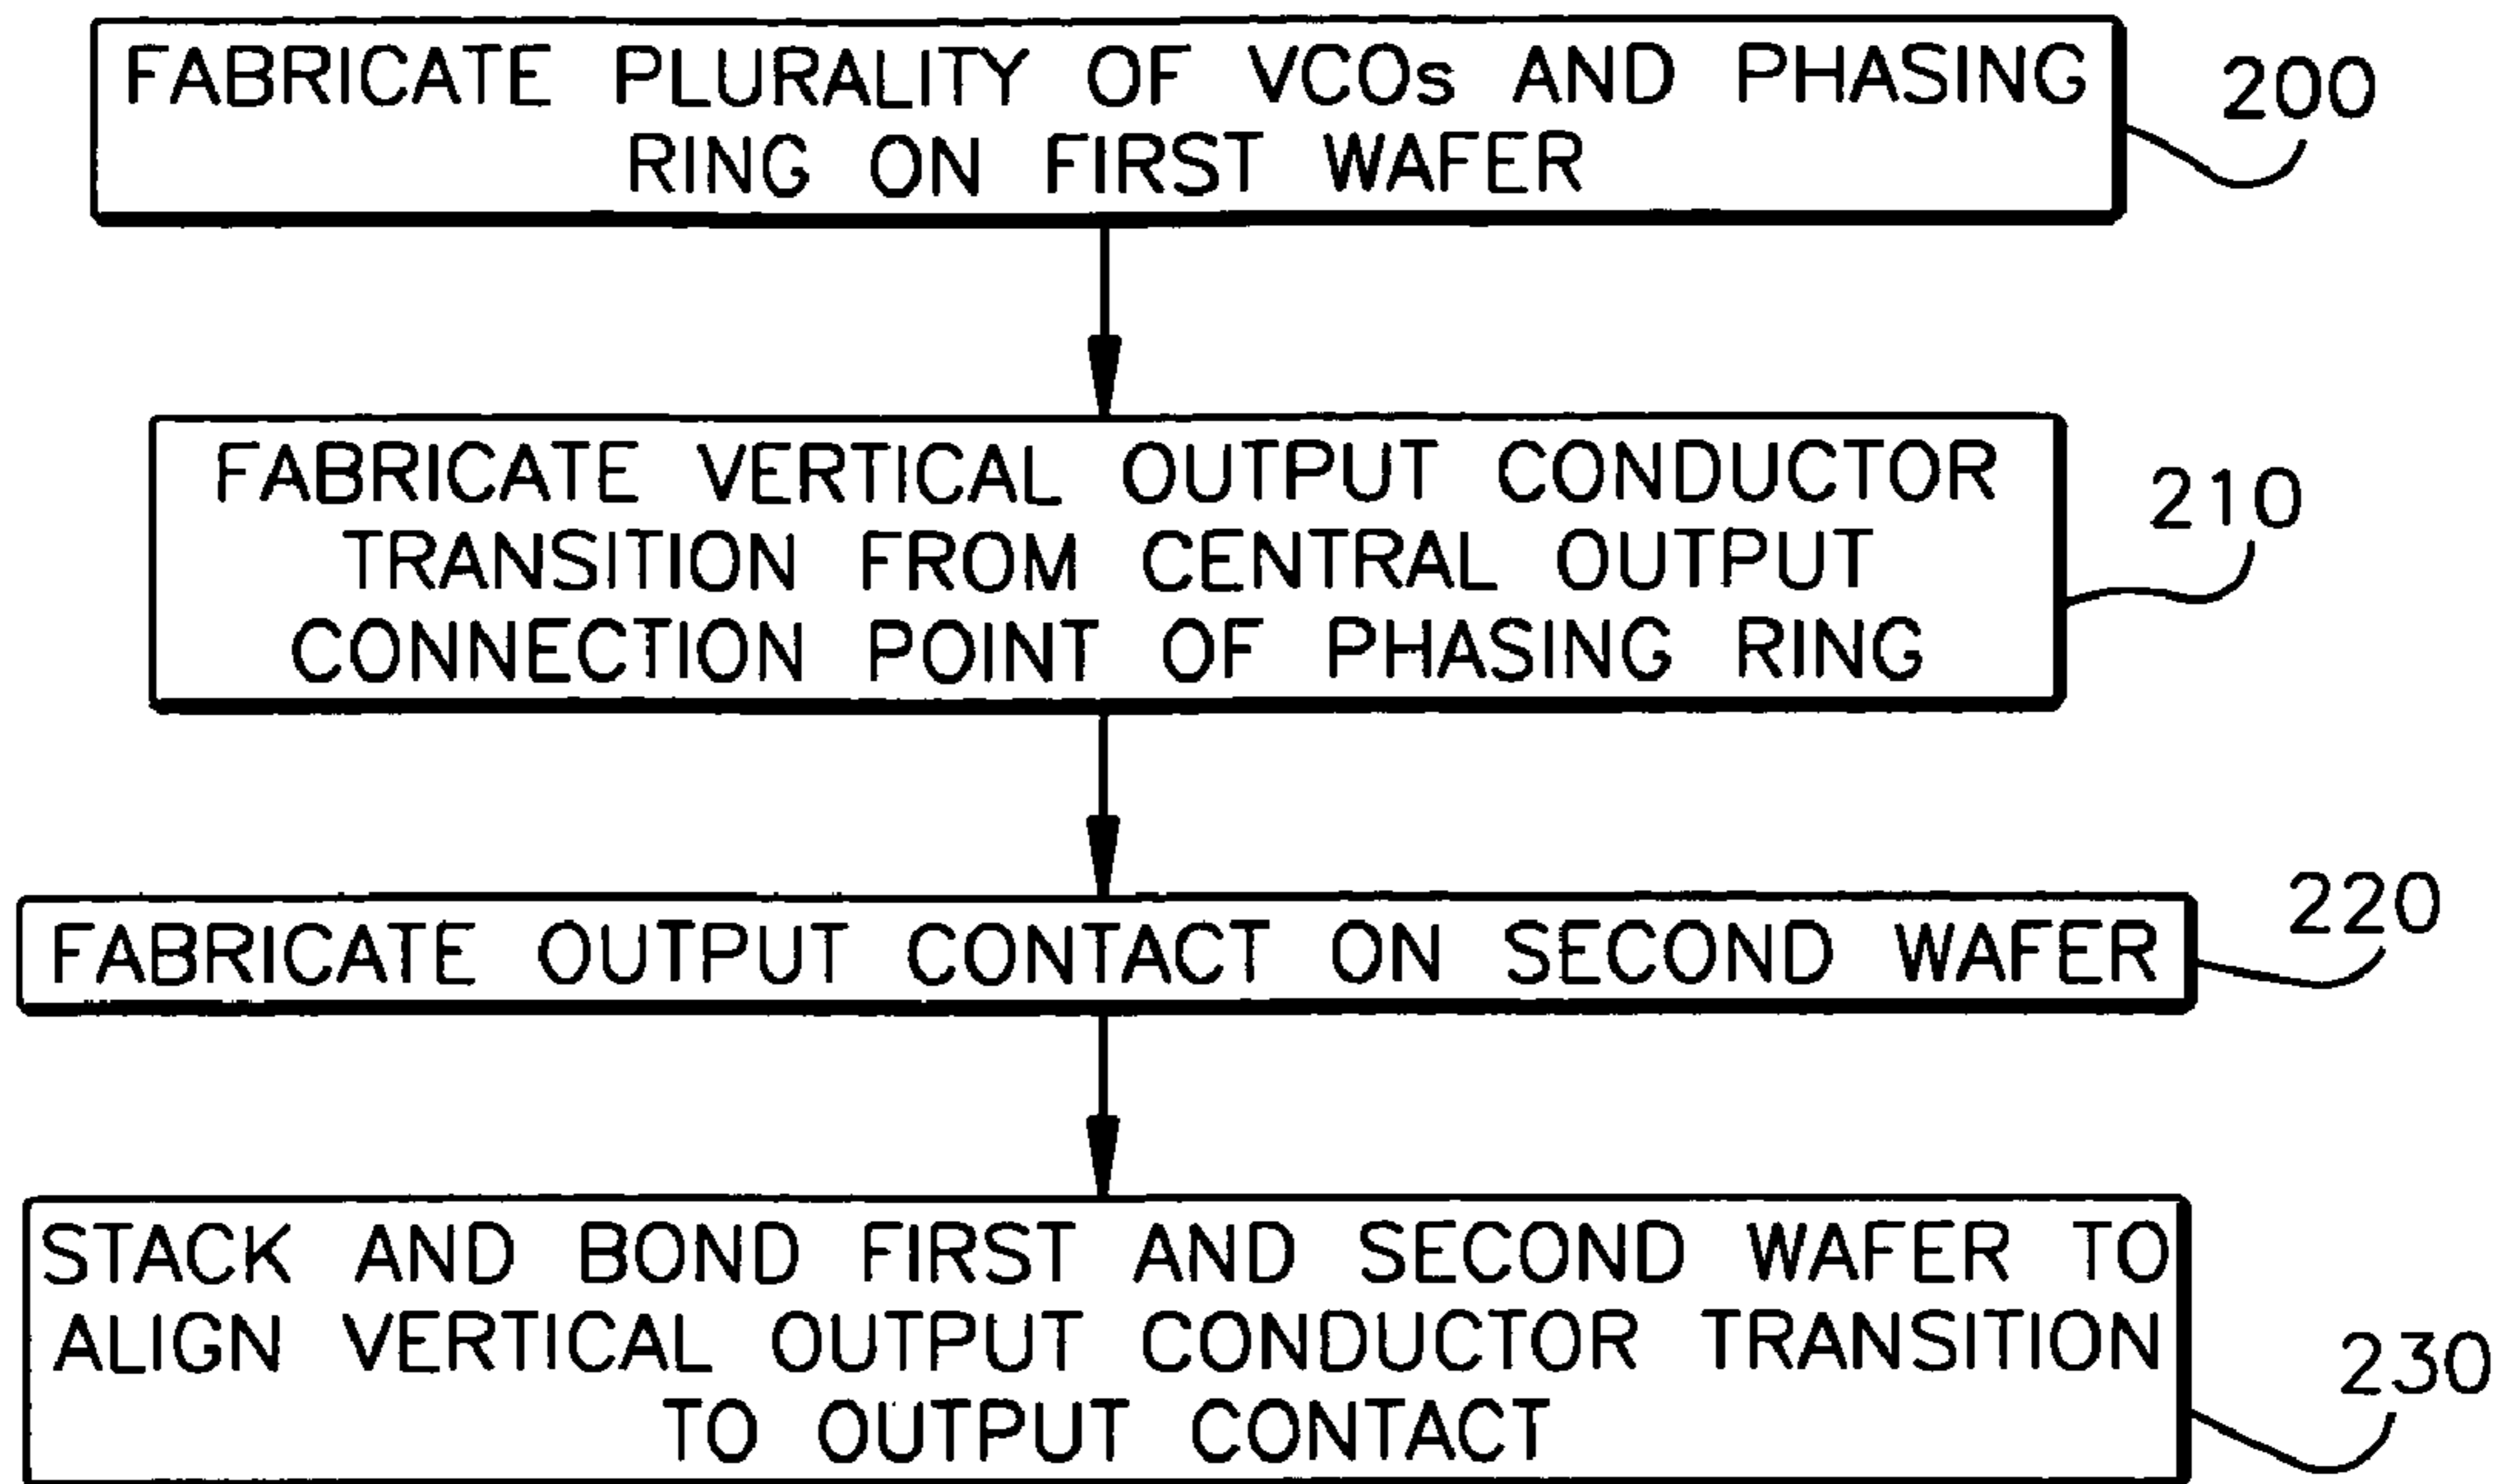 FABRICATE PLURALITY OF VCOs AND PHASING
RING ON FIRST WAFER
200
FABRICATE VERTICAL OUTPUT CONDUCTOR
TRANSITION FROM CENTRAL OUTPUT
CONNECTION POINT OF PHASING RING
210
FABRICATE OUTPUT CONTACT ON SECOND WAFER
220
STACK AND BOND FIRST AND SECOND WAFER TO
ALIGN VERTICAL OUTPUT CONDUCTOR TRANSITION
TO OUTPUT CONTACT
230